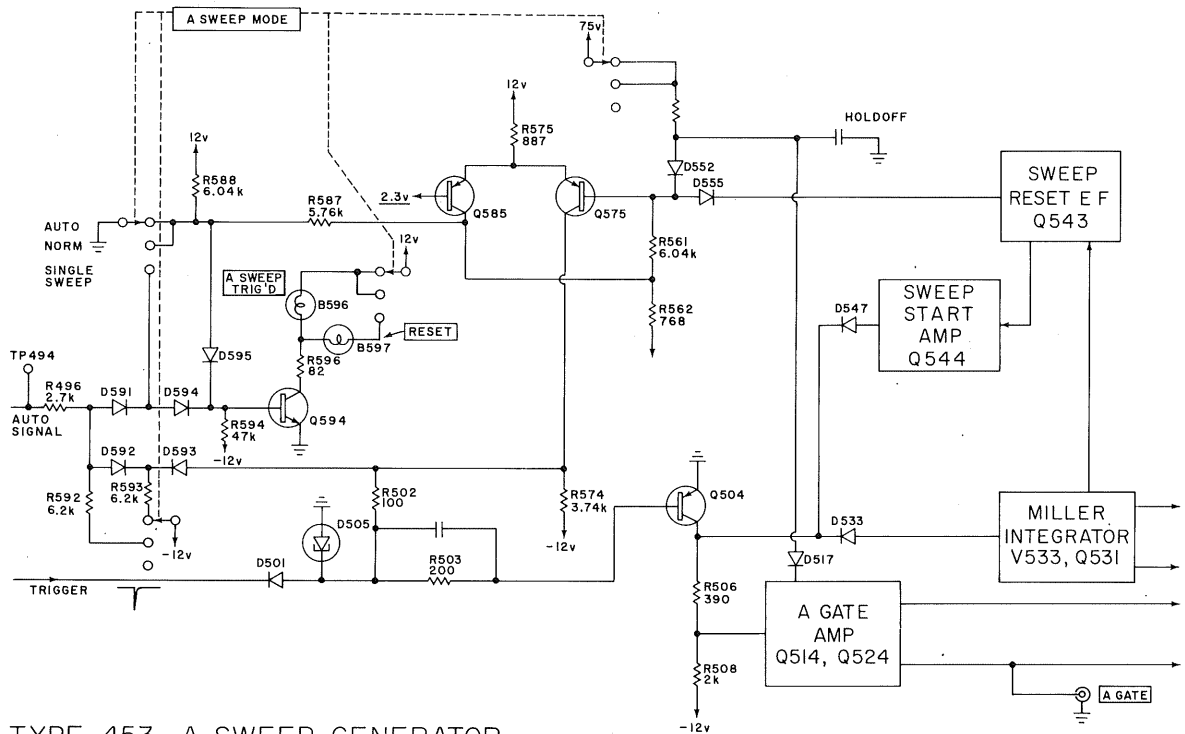 A SWEEP MODE
75v
12v
HOLDOFF
R575
887
12v
R588
6.04k
D552
D555
SWEEP
RESET E F
Q543
R587
5.76k
2.3v
Q585
Q575
AUTO
NORM
SINGLE
SWEEP
12v
R561
6.04k
A SWEEP
TRIG'D
B596
R562
768
D547
SWEEP
START
AMP
Q544
RESET
B597
D595
R596
82
TP494
R496
2.7k
D591
D594
AUTO
SIGNAL
R594
47k
Q594
-12v
D592
D593
R592
6.2k
R593
6.2k
-12v
R502
100
R574
3.74k
-12v
Q504
D505
D501
R503
200
D533
MILLER
INTEGRATOR
V533, Q531
D517
TRIGGER
R506
390
A GATE
AMP
Q514, Q524
R508
2k
-12v
A GATE
TYPE 453 A SWEEP GENERATOR